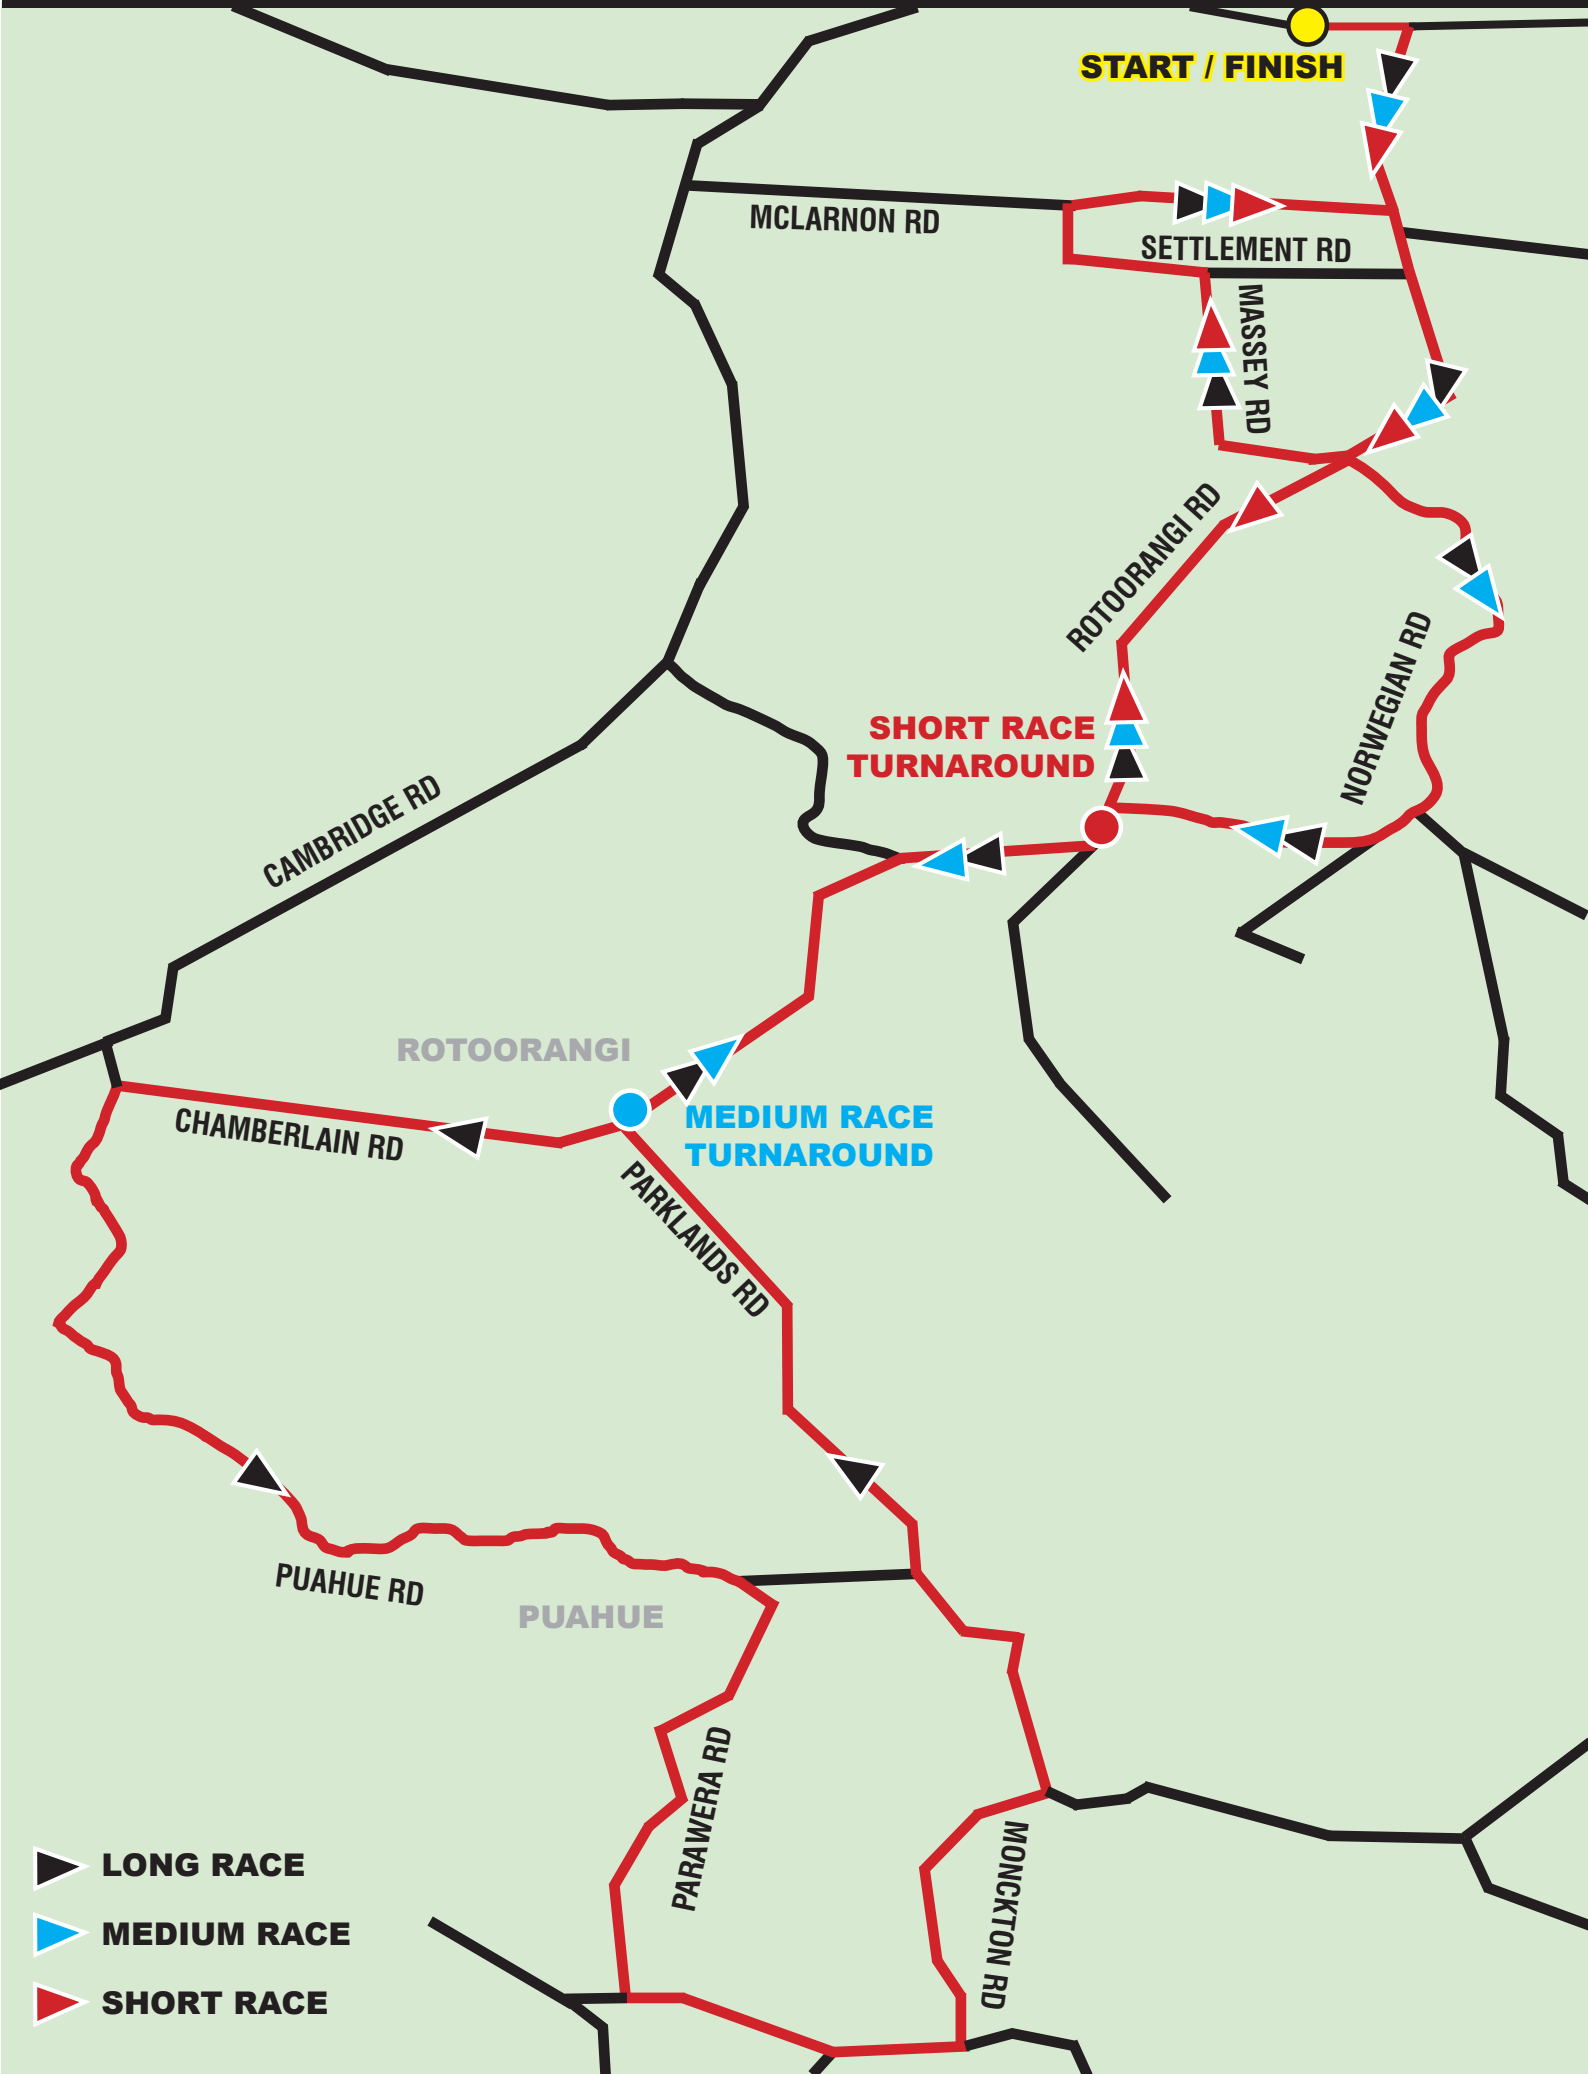 START / FINISH
MCLARNON RD
SETTLEMENT RD
MASSEY RD
ROTOORANGI RD
NORWEGIAN RD
SHORT RACE
TURNAROUND
CAMBRIDGE RD
ROTOORANGI
MEDIUM RACE
TURNAROUND
CHAMBERLAIN RD
PARKLANDS RD
PUAHUE RD
PUAHUE
PARAWERA RD
MONCKTON RD
LONG RACE
MEDIUM RACE
SHORT RACE